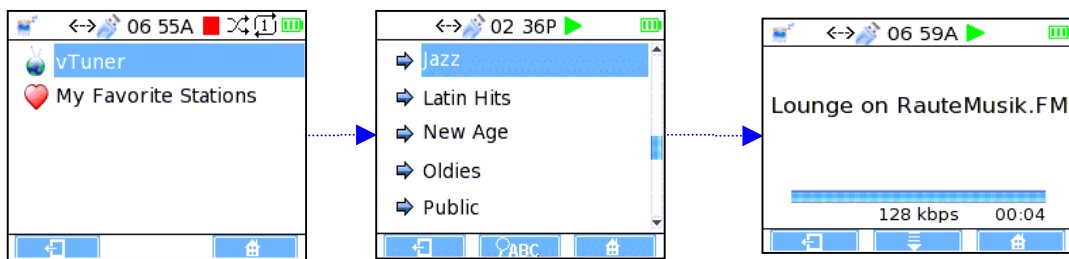 06 55A
vTuner
My Favorite Stations
02 36P
Jazz
Latin Hits
New Age
Oldies
Public
ABC
06 59A
Lounge on RauteMusik.FM
128 kbps 00:04